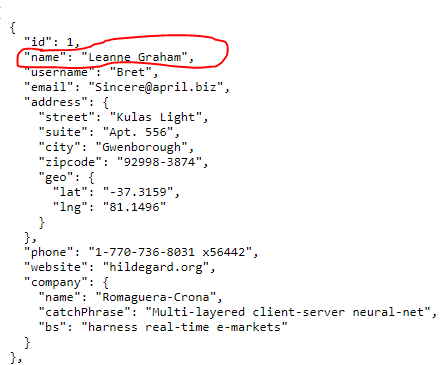 {
"id": 1,
"name": "Leanne Graham",
"username": "Bret",
"email": "Sincere@april.biz",
"address": {
"street": "Kulas Light",
"suite": "Apt. 556",
"city": "Gwenborough",
"zipcode": "92998-3874",
"geo": {
"lat": "-37.3159",
"lng": "81.1496"
}
},
"phone": "1-770-736-8031 x56442",
"website": "hildegard.org",
"company": {
"name": "Romaguera-Crona",
"catchPhrase": "Multi-layered client-server neural-net",
"bs": "harness real-time e-markets"
}
},